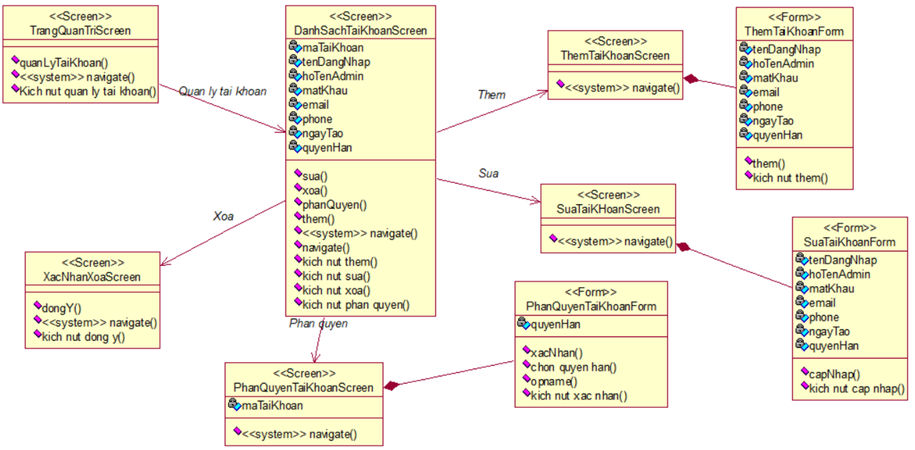 <<Screen>>
TrangQuanTriScreen
quanLyTaiKhoan()
<<system>> navigate()
Kich nut quan ly tai khoan()
Quan ly tai khoan
<<Screen>>
DanhSachTaiKhoanScreen
maTaiKhoan
tenDangNhap
hoTenAdmin
matKhau
email
phone
ngayTao
quyenHan
sua()
xoa()
phanQuyen()
them()
<<system>> navigate()
navigate()
kich nut them()
kich nut sua()
kich nut xoa()
kich nut phan quyen()
Them
<<Screen>>
ThemTaiKhoanScreen
<<system>> navigate()
<<Form>>
ThemTaiKhoanForm
tenDangNhap
hoTenAdmin
matKhau
email
phone
ngayTao
quyenHan
them()
kich nut them()
Sua
<<Screen>>
SuaTaiKHoanScreen
<<system>> navigate()
<<Form>>
SuaTaiKhoanForm
tenDangNhap
hoTenAdmin
matKhau
email
phone
ngayTao
quyenHan
capNhap()
kich nut cap nhap()
Xoa
<<Screen>>
XacNhanXoaScreen
dongY()
<<system>> navigate()
kich nut dong y()
Phan quyen
<<Screen>>
PhanQuyenTaiKhoanScreen
maTaiKhoan
<<system>> navigate()
<<Form>>
PhanQuyenTaiKhoanForm
quyenHan
xacNhan()
chon quyen han()
opname()
kich nut xac nhan()